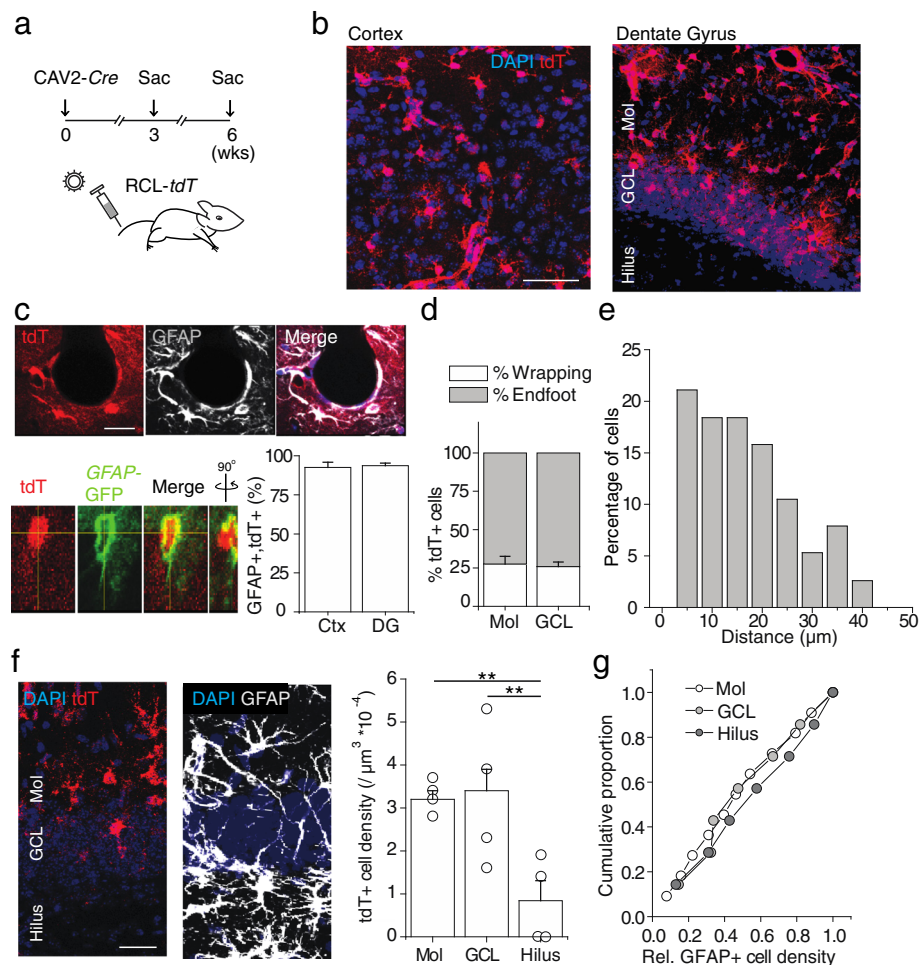 a
CAV2-Cre Sac Sac
0 3 6
(wks)
RCL-tdT
b
Cortex
DAPI tdT
Dentate Gyrus
Mol
GCL
Hilus
c
tdT GFAP Merge
tdT GFAP-GFP Merge 90°
GFAP+,tdT+ (%)
100
75
50
25
0
Ctx DG
d
% Wrapping
% Endfoot
% tdT+ cells
100
75
50
25
0
Mol GCL
e
Percentage of cells
25
20
15
10
5
0
0 10 20 30 40 50
Distance (µm)
f
DAPI tdT
Mol
GCL
Hilus
DAPI GFAP
tdT+ cell density (/ µm³ *10⁻⁴)
6
5
4
3
2
1
0
**
**
Mol GCL Hilus
g
Cumulative proportion
1.0
0.8
0.6
0.4
0.2
0.0
Mol
GCL
Hilus
0.0 0.2 0.4 0.6 0.8 1.0
Rel. GFAP+ cell density